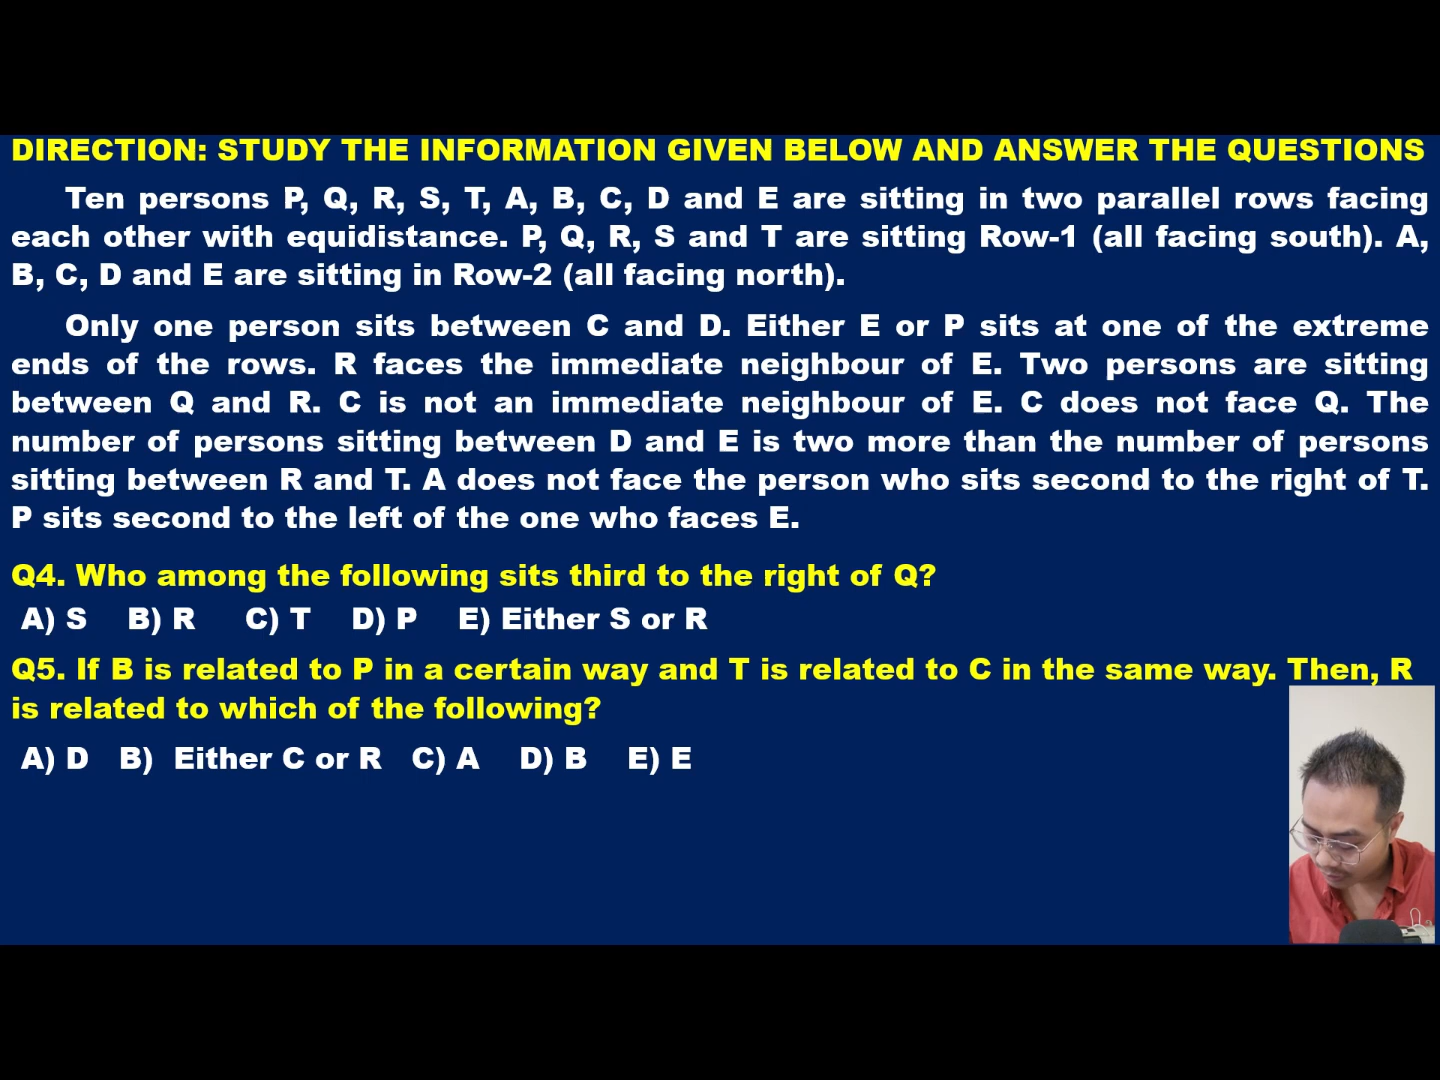 DIRECTION: STUDY THE INFORMATION GIVEN BELOW AND ANSWER THE QUESTIONS
Ten persons P, Q, R, S, T, A, B, C, D and E are sitting in two parallel rows facing
each other with equidistance. P, Q, R, S and T are sitting Row-1 (all facing south). A,
B, C, D and E are sitting in Row-2 (all facing north).
Only one person sits between C and D. Either E or P sits at one of the extreme
ends of the rows. R faces the immediate neighbour of E. Two persons are sitting
between Q and R. C is not an immediate neighbour of E. C does not face Q. The
number of persons sitting between D and E is two more than the number of persons
sitting between R and T. A does not face the person who sits second to the right of T.
P sits second to the left of the one who faces E.
Q4. Who among the following sits third to the right of Q?
A) S B) R C) T D) P E) Either S or R
Q5. If B is related to P in a certain way and T is related to C in the same way. Then, R
is related to which of the following?
A) D B) Either C or R C) A D) B E) E